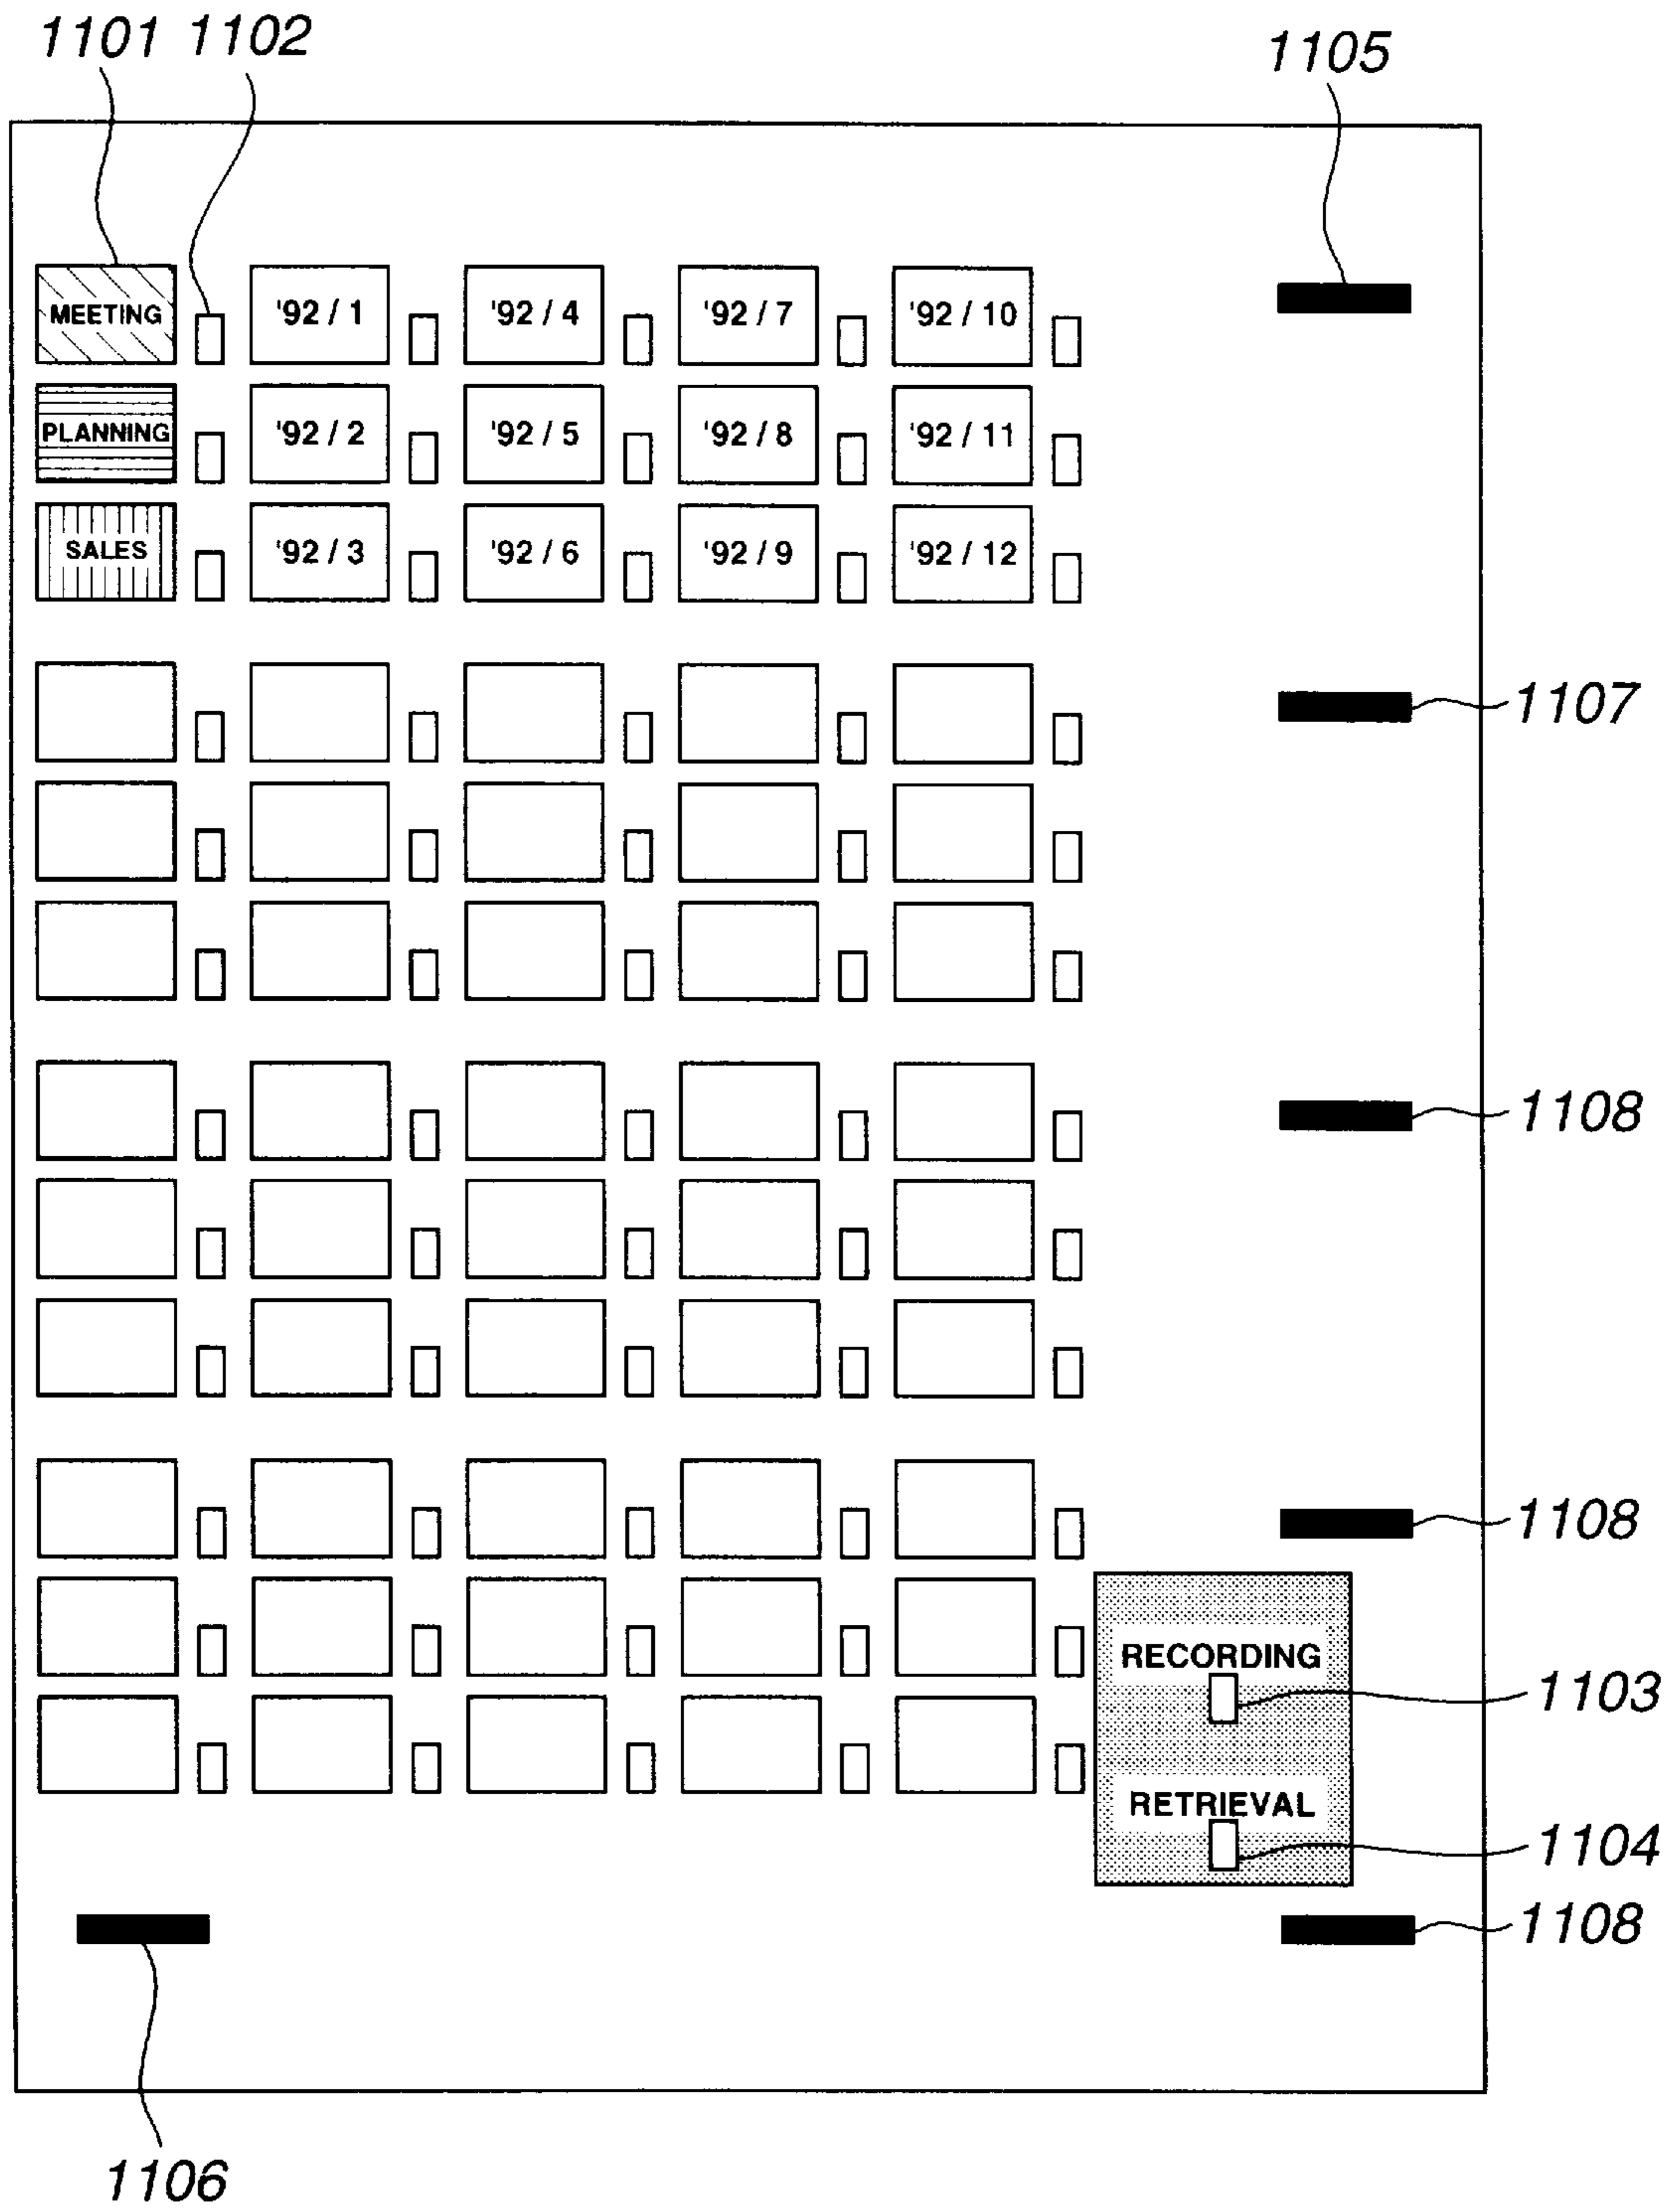 1101 1102 1105
MEETING '92 / 1 '92 / 4 '92 / 7 '92 / 10
PLANNING '92 / 2 '92 / 5 '92 / 8 '92 / 11
SALES '92 / 3 '92 / 6 '92 / 9 '92 / 12
1107
1108
1108
RECORDING
1103
RETRIEVAL
1104
1108
1106